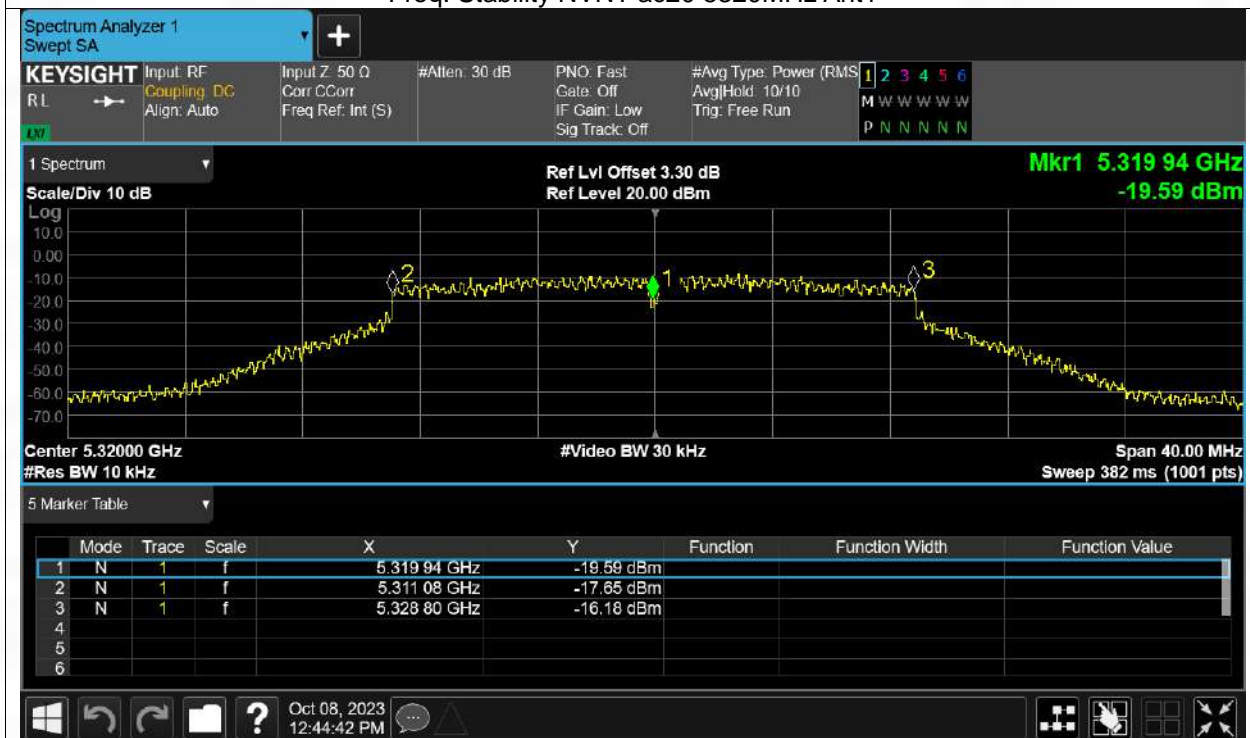 Spectrum Analyzer 1
Swept SA
+
KEYSIGHT Input: RF Input Z: 50 Ω #Atten: 30 dB PNO: Fast #Avg Type: Power (RMS 1 2 3 4 5 6
RL Coupling: DC Corr CCorr Gate: Off Avg|Hold: 10/10 M W W W W W
Align: Auto Freq Ref: Int (S) IF Gain: Low Trig: Free Run
LXI Sig Track: Off P N N N N N
1 Spectrum Ref Lvl Offset 3.30 dB Mkr1 5.319 94 GHz
Scale/Div 10 dB Ref Level 20.00 dBm -19.59 dBm
Log
10.0
0.00
-10.0 2 1 3
-20.0
-30.0
-40.0
-50.0
-60.0
-70.0
Center 5.32000 GHz #Video BW 30 kHz Span 40.00 MHz
#Res BW 10 kHz Sweep 382 ms (1001 pts)
5 Marker Table
Mode Trace Scale X Y Function Function Width Function Value
1 N 1 f 5.319 94 GHz -19.59 dBm
2 N 1 f 5.311 08 GHz -17.65 dBm
3 N 1 f 5.328 80 GHz -16.18 dBm
4
5
6
? Oct 08, 2023
12:44:42 PM